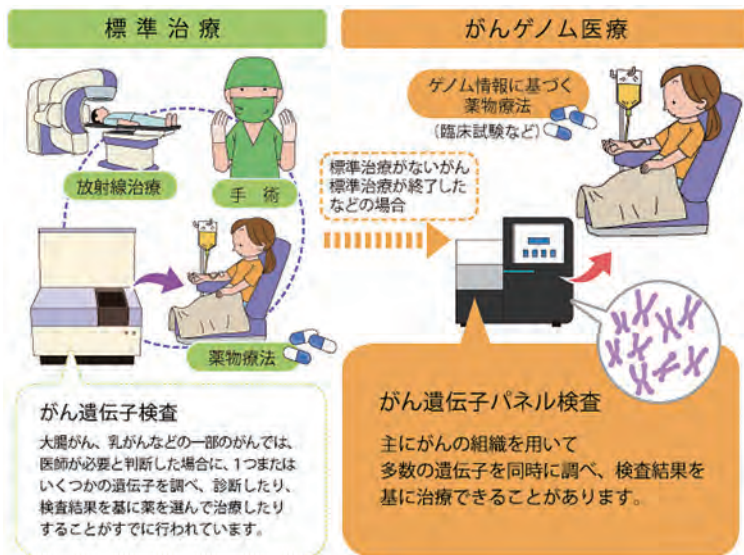 標準治療
放射線治療
手術
薬物療法
がん遺伝子検査
大腸がん、乳がんなどの一部のがんでは、
医師が必要と判断した場合に、1つまたは
いくつかの遺伝子を調べ、診断したり、
検査結果を基に薬を選んで治療したり
することがすでに行われています。
標準治療がないがん
標準治療が終了した
などの場合
がんゲノム医療
ゲノム情報に基づく
薬物療法
(臨床試験など)
がん遺伝子パネル検査
主にがんの組織を用いて
多数の遺伝子を同時に調べ、検査結果を
基に治療できることがあります。